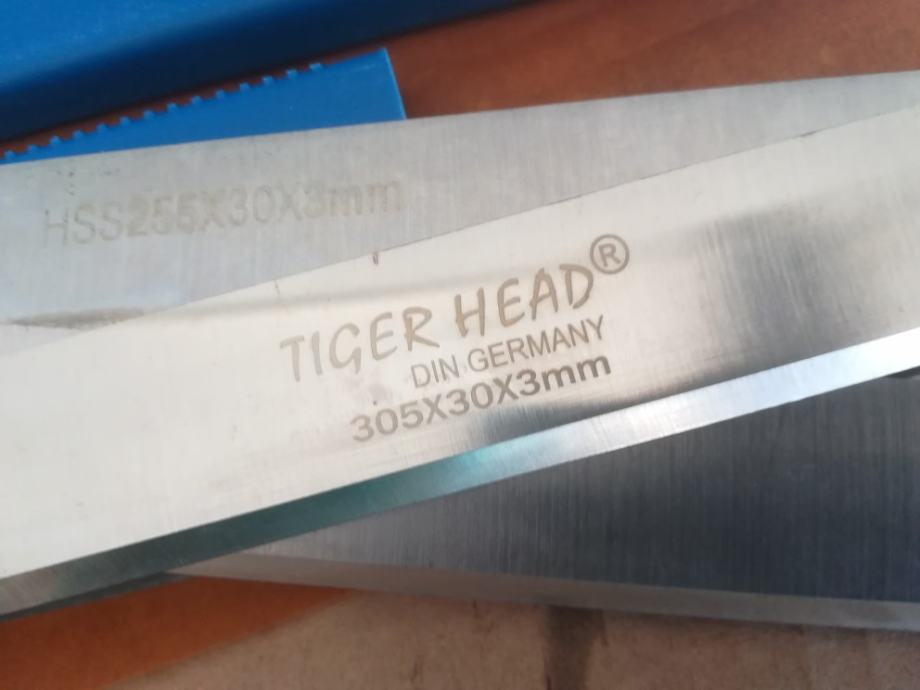 HSS255X30X3mm
TIGER HEAD®
DIN GERMANY
305X30X3mm